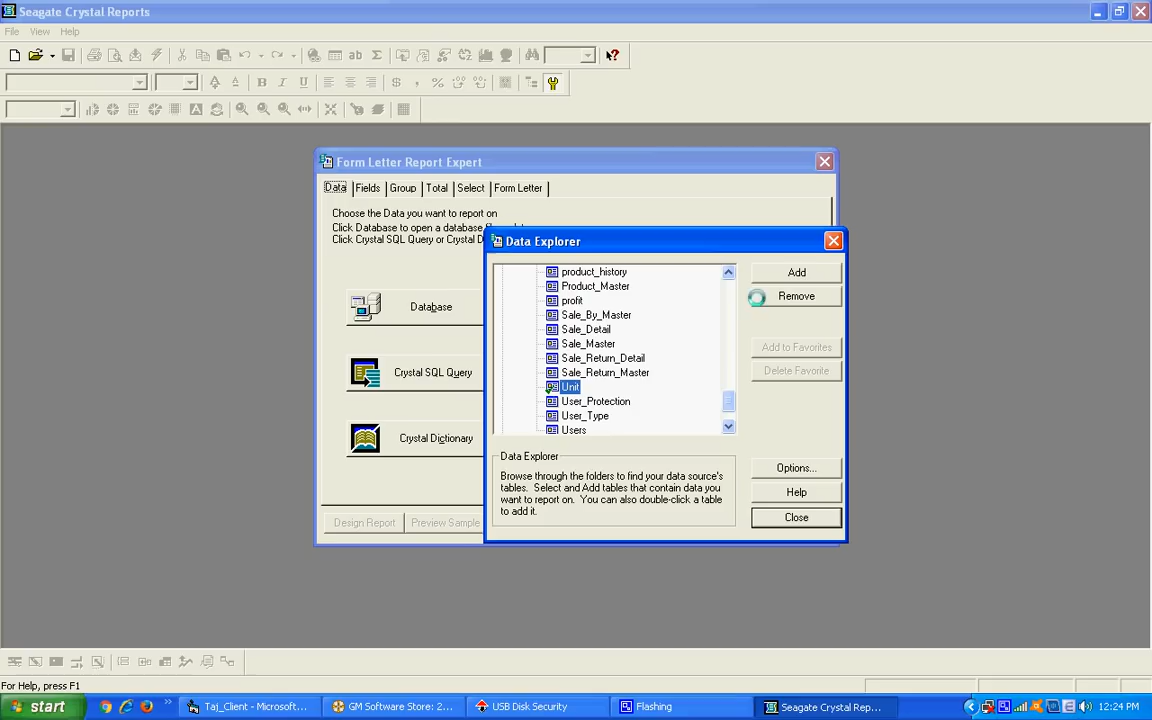 Seagate Crystal Reports
File View Help
ab Σ
B I U $ , %
A
Form Letter Report Expert
Data Fields Group Total Select Form Letter
Choose the Data you want to report on
Click Database to open a database
Click Crystal SQL Query or Crystal D
Database
Crystal SQL Query
Crystal Dictionary
Design Report Preview Sample
Data Explorer
product_history
Product_Master
profit
Sale_By_Master
Sale_Detail
Sale_Master
Sale_Return_Detail
Sale_Return_Master
Unit
User_Protection
User_Type
Users
Add
Remove
Add to Favorites
Delete Favorite
Data Explorer
Browse through the folders to find your data source's
tables. Select and Add tables that contain data you
want to report on. You can also double-click a table
to add it.
Options...
Help
Close
For Help, press F1
start
Taj_Client - Microsoft...
GM Software Store: 2...
USB Disk Security
Flashing
Seagate Crystal Repo...
12:24 PM